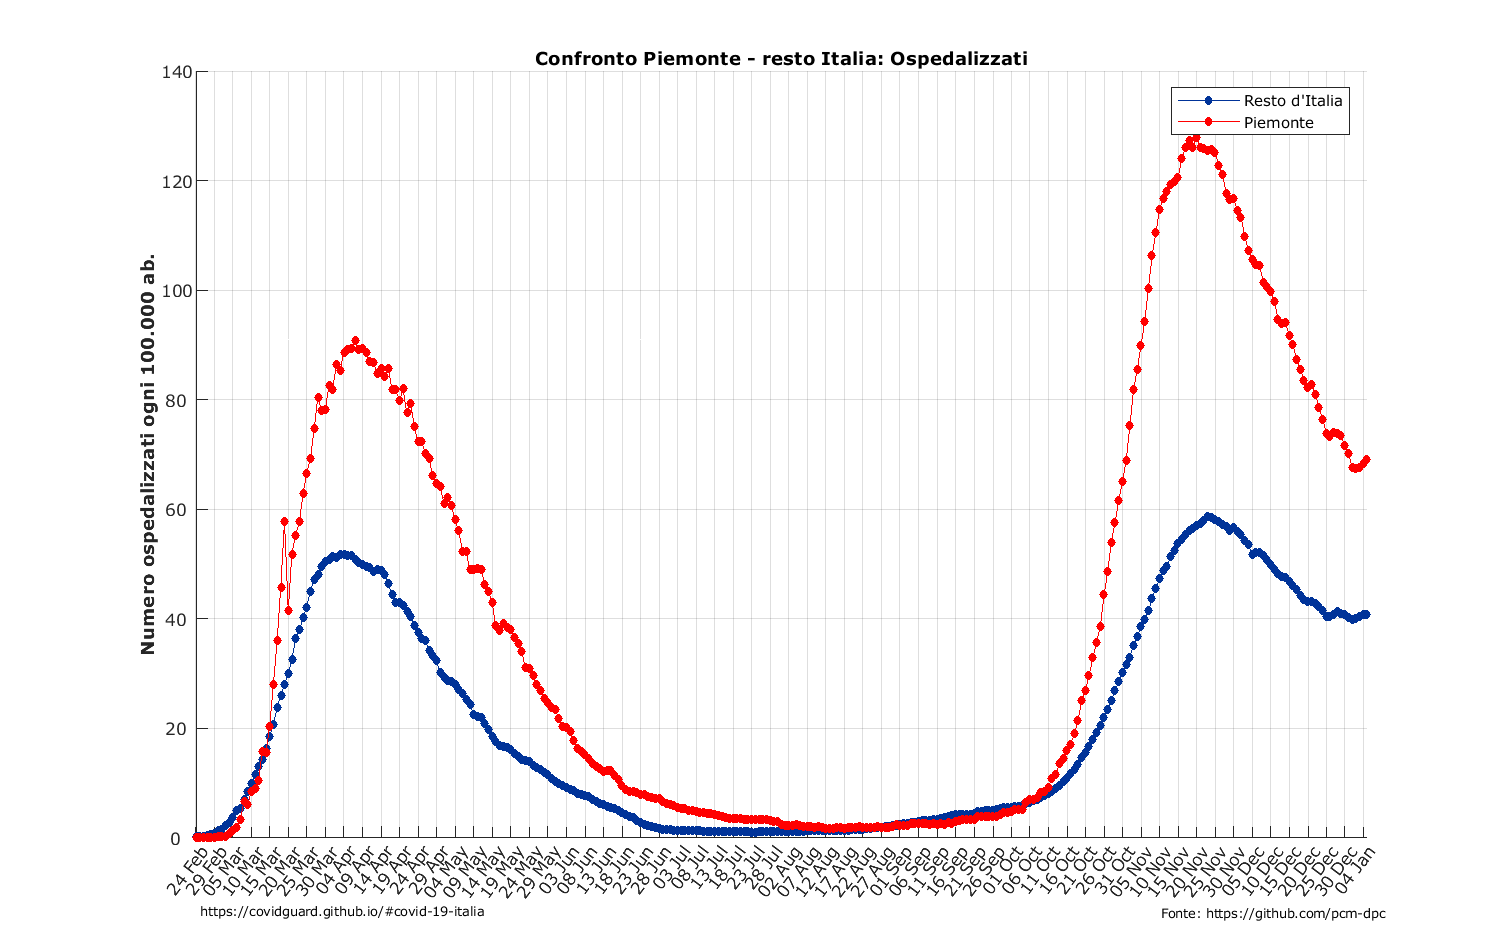 Confronto Piemonte - resto Italia: Ospedalizzati
Resto d'Italia
Piemonte
Numero ospedalizzati ogni 100.000 ab.
140
120
100
80
60
40
20
0
24 Feb
29 Feb
05 Mar
10 Mar
15 Mar
20 Mar
25 Mar
30 Mar
04 Apr
09 Apr
14 Apr
19 Apr
24 Apr
29 Apr
04 May
09 May
14 May
19 May
24 May
29 May
03 Jun
08 Jun
13 Jun
18 Jun
23 Jun
28 Jun
03 Jul
08 Jul
13 Jul
18 Jul
23 Jul
28 Jul
02 Aug
07 Aug
12 Aug
17 Aug
22 Aug
27 Aug
01 Sep
06 Sep
11 Sep
16 Sep
21 Sep
26 Sep
01 Oct
06 Oct
11 Oct
16 Oct
21 Oct
26 Oct
31 Oct
05 Nov
10 Nov
15 Nov
20 Nov
25 Nov
30 Nov
05 Dec
10 Dec
15 Dec
20 Dec
25 Dec
30 Dec
04 Jan
https://covidguard.github.io/#covid-19-italia
Fonte: https://github.com/pcm-dpc